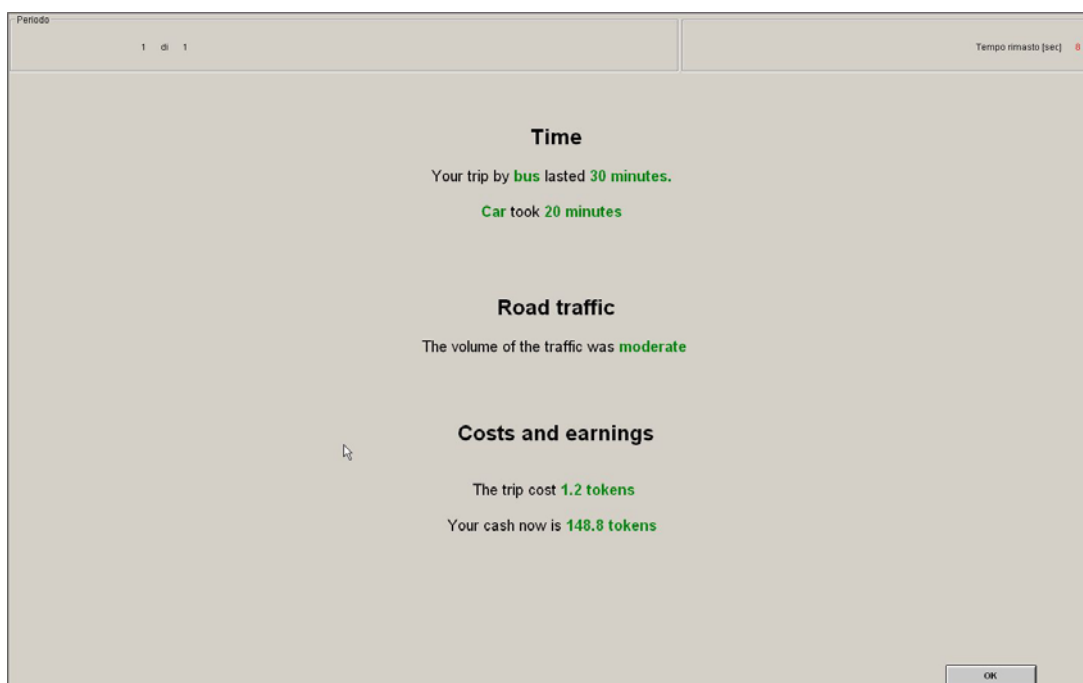 Periodo
1 di 1
Tempo rimasto [sec] 8
Time
Your trip by bus lasted 30 minutes.
Car took 20 minutes
Road traffic
The volume of the traffic was moderate
Costs and earnings
The trip cost 1.2 tokens
Your cash now is 148.8 tokens
OK